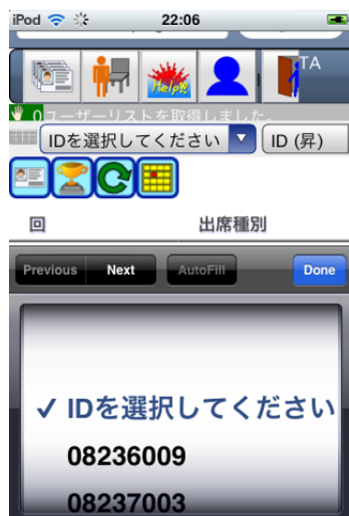 iPod 22:06
Help!!
TA
0 ユーザーリストを取得しました。
IDを選択してください ID (昇)
回 出席種別
Previous Next AutoFill Done
✓ IDを選択してください
08236009
08237003